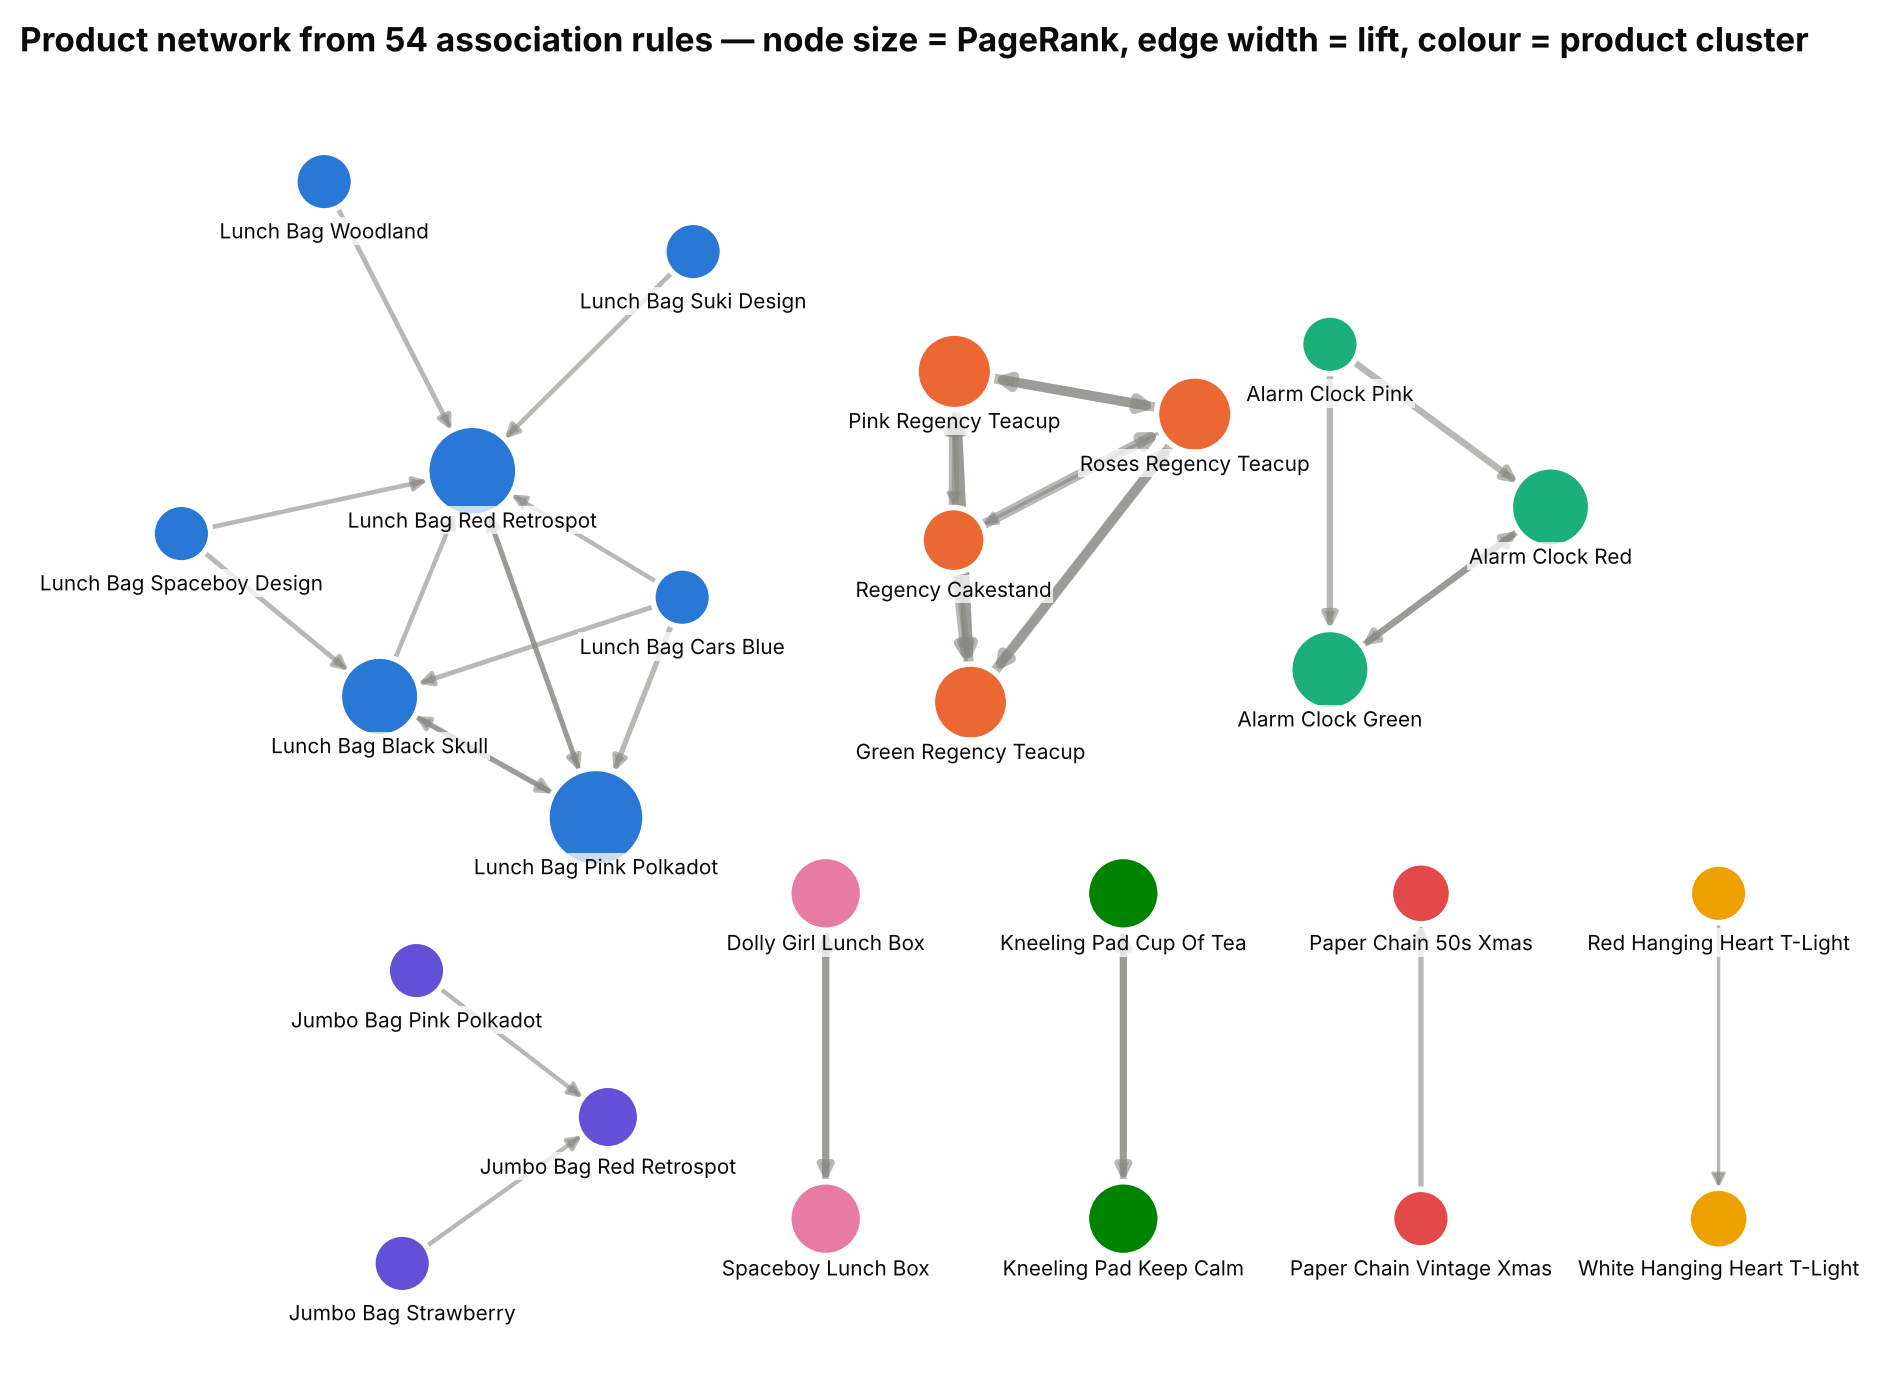 Product network from 54 association rules — node size = PageRank, edge width = lift, colour = product cluster
Lunch Bag Woodland
Lunch Bag Suki Design
Lunch Bag Red Retrospot
Lunch Bag Spaceboy Design
Lunch Bag Cars Blue
Lunch Bag Black Skull
Lunch Bag Pink Polkadot
Pink Regency Teacup
Roses Regency Teacup
Regency Cakestand
Green Regency Teacup
Alarm Clock Pink
Alarm Clock Red
Alarm Clock Green
Jumbo Bag Pink Polkadot
Jumbo Bag Red Retrospot
Jumbo Bag Strawberry
Dolly Girl Lunch Box
Spaceboy Lunch Box
Kneeling Pad Cup Of Tea
Kneeling Pad Keep Calm
Paper Chain 50s Xmas
Paper Chain Vintage Xmas
Red Hanging Heart T-Light
White Hanging Heart T-Light